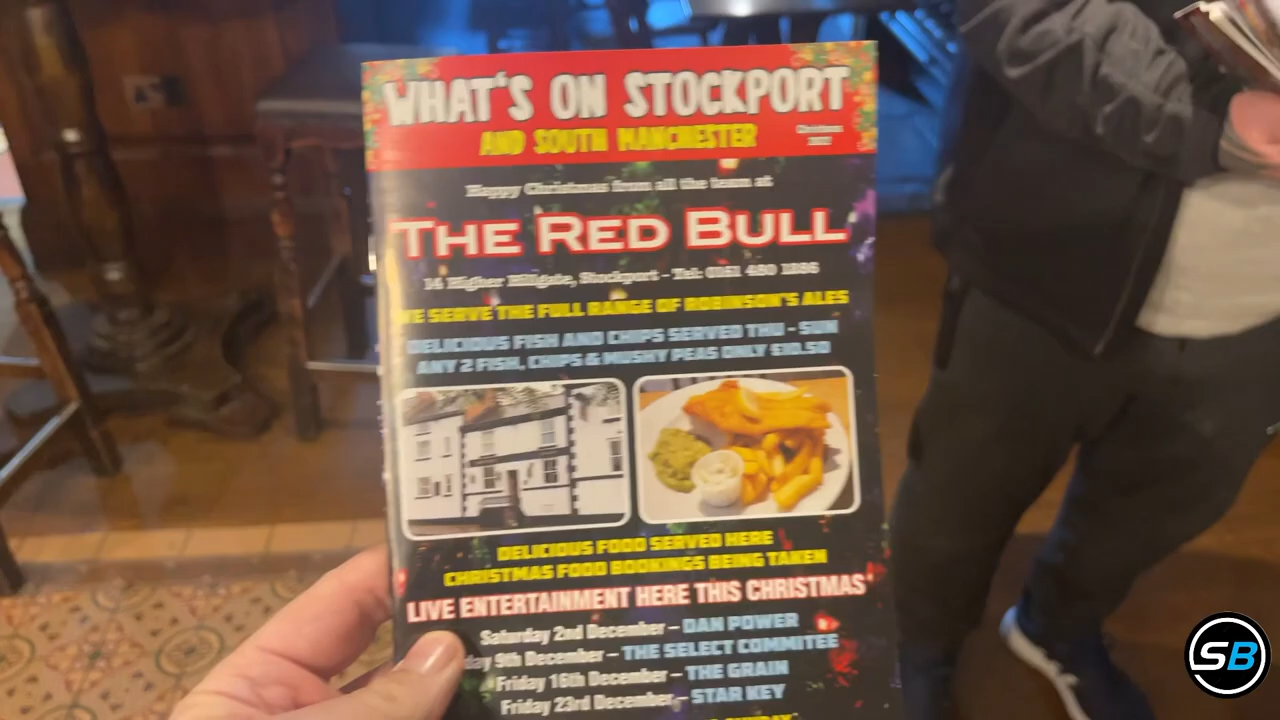 WHAT'S ON STOCKPORT
AND SOUTH MANCHESTER
Christmas
Happy Christmas form all the team at
THE RED BULL
14 Higher Hillgate, Stockport - Tel: 0161 480 1286
WE SERVE THE FULL RANGE OF ROBINSON'S ALES
DELICIOUS FISH AND CHIPS SERVED THU - SUN
ANY 2 FISH, CHIPS & MUSHY PEAS ONLY £10.50
DELICIOUS FOOD SERVED HERE
CHRISTMAS FOOD BOOKINGS BEING TAKEN
LIVE ENTERTAINMENT HERE THIS CHRISTMAS
Saturday 2nd December – DAN POWER
9th December – THE SELECT COMMITEE
Friday 16th December – THE GRAIN
Friday 23rd December – STAR KEY
SB